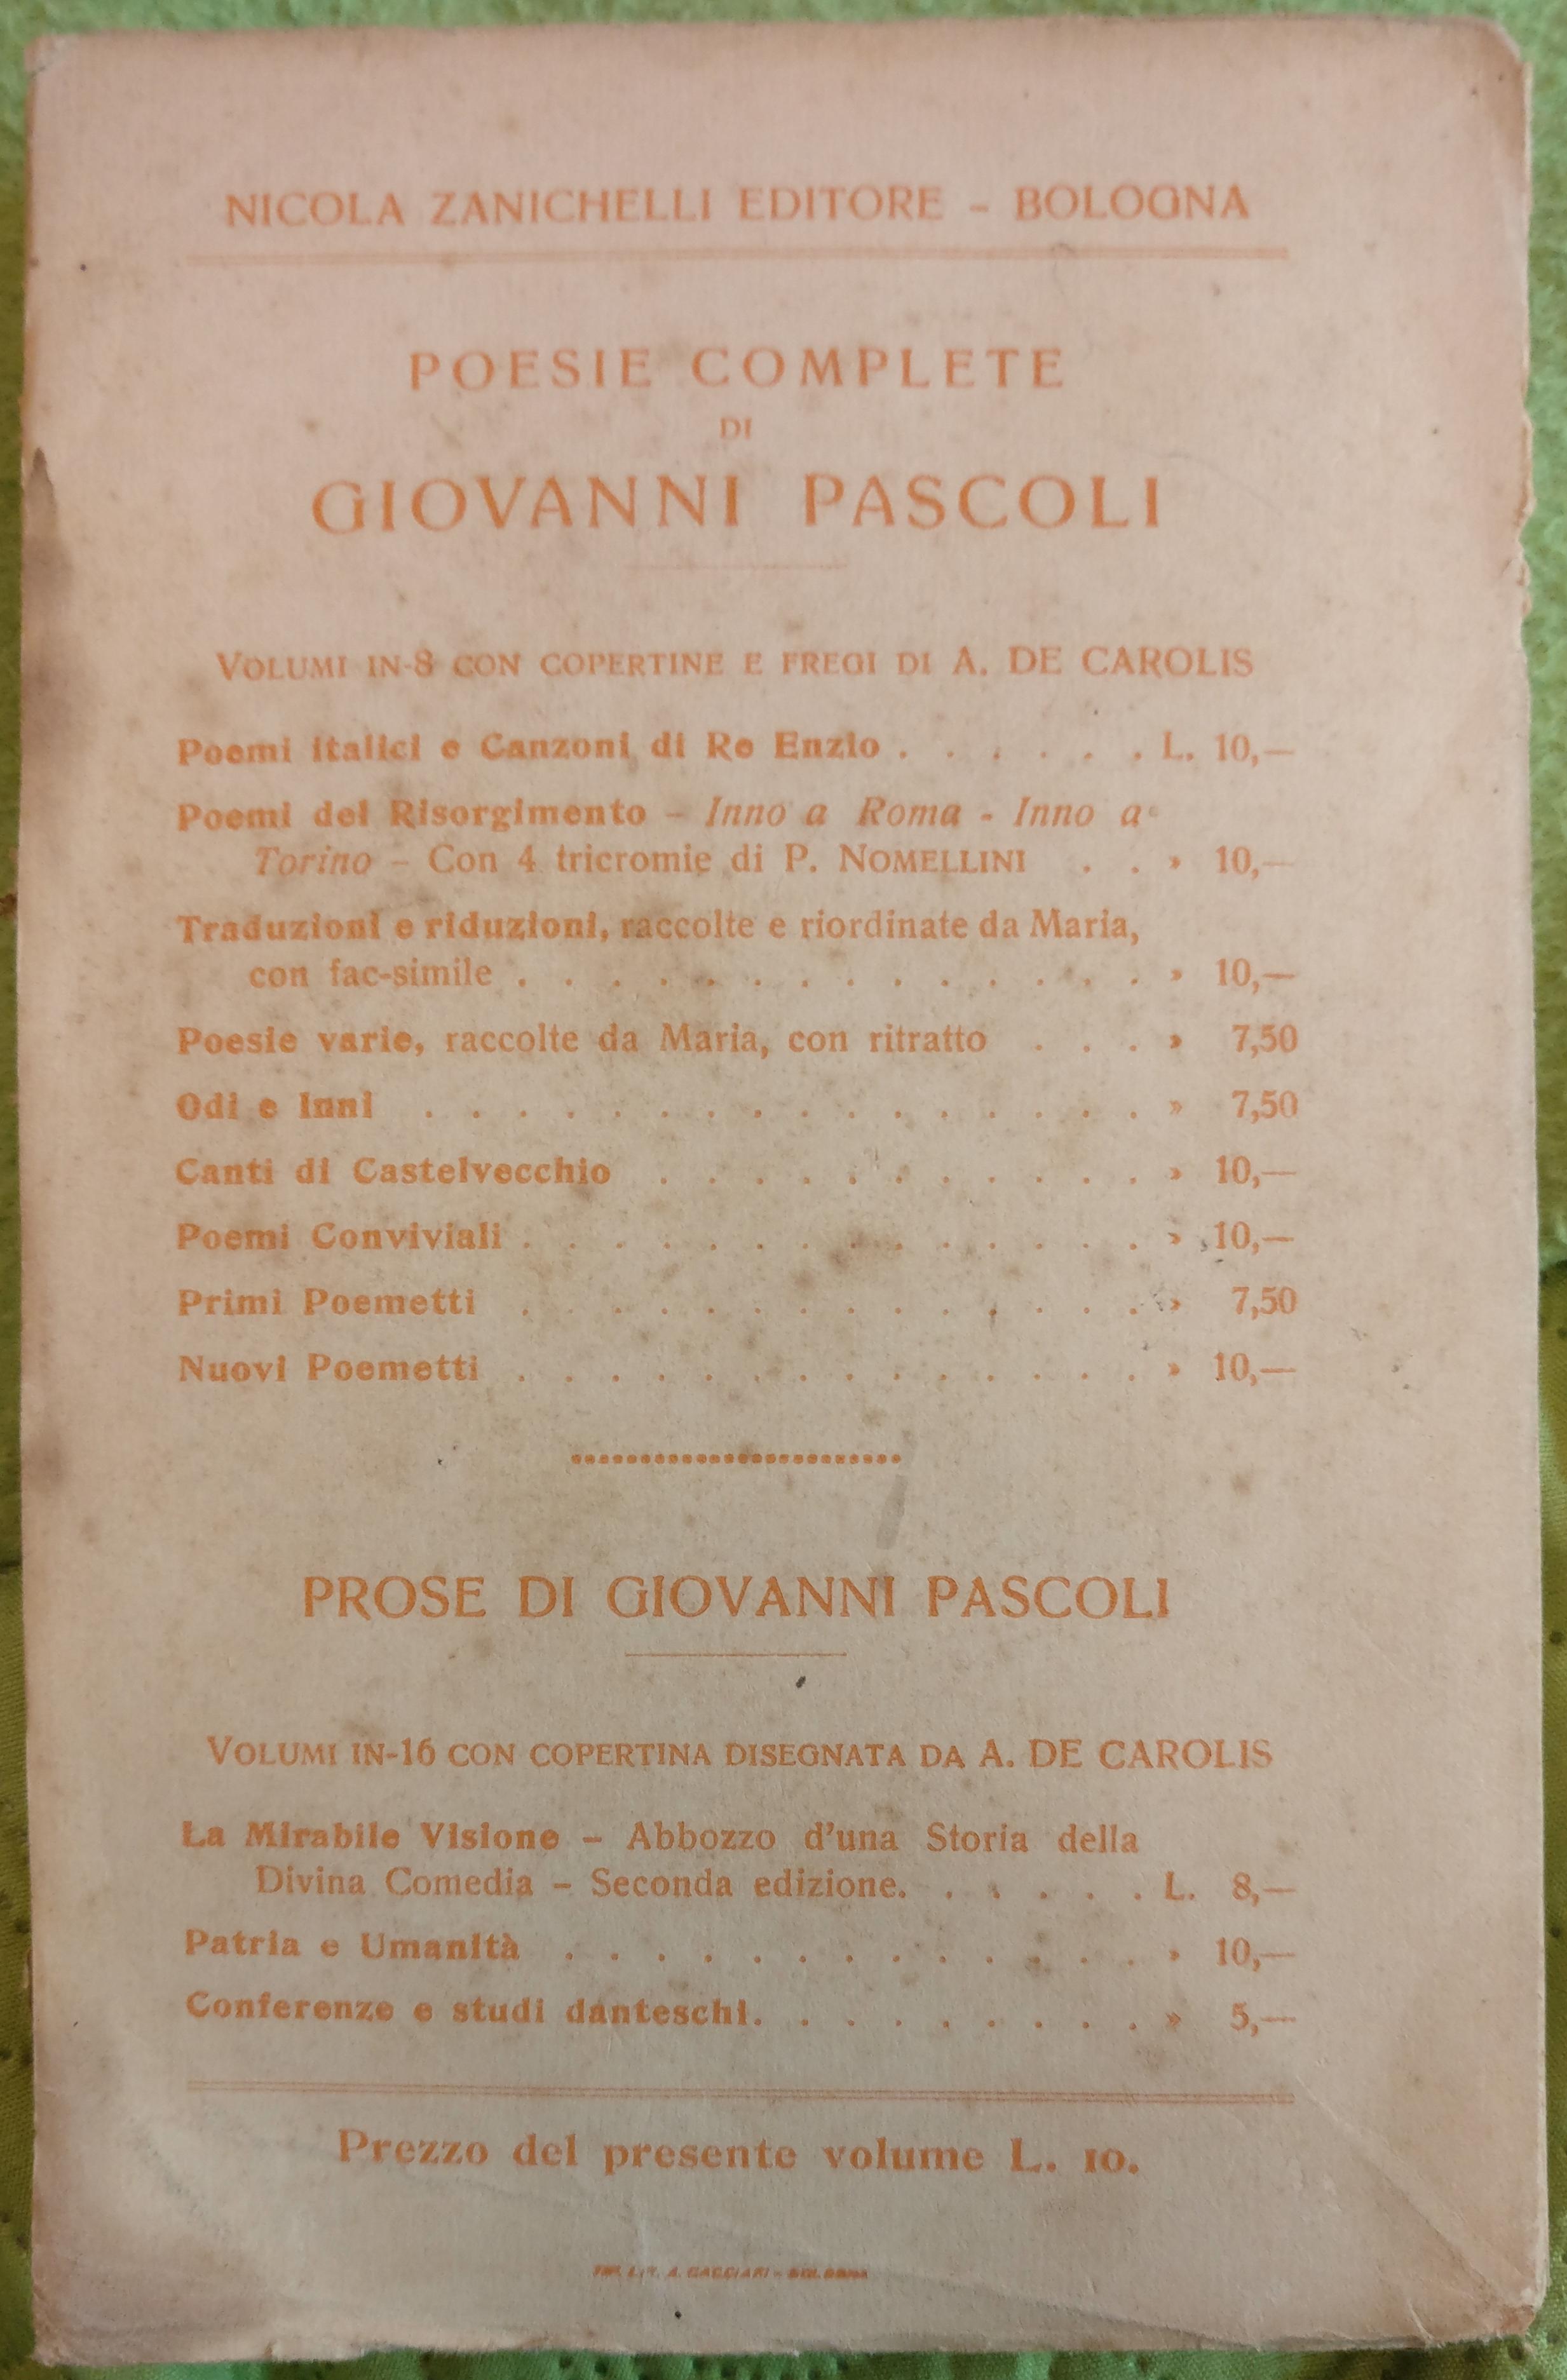 NICOLA ZANICHELLI EDITORE - BOLOGNA
POESIE COMPLETE
DI
GIOVANNI PASCOLI
VOLUMI IN-8 CON COPERTINE E FREGI DI A. DE CAROLIS
Poemi italici e Canzoni di Re Enzio . . . . . . L. 10,—
Poemi del Risorgimento – Inno a Roma - Inno a
Torino – Con 4 tricromie di P. NOMELLINI . . » 10,—
Traduzioni e riduzioni, raccolte e riordinate da Maria,
con fac-simile . . . . . . . . . . . . . . » 10,—
Poesie varie, raccolte da Maria, con ritratto . . . » 7,50
Odi e Inni . . . . . . . . . . . . . . . . » 7,50
Canti di Castelvecchio . . . . . . . . . . . » 10,—
Poemi Conviviali . . . . . . . . . . . . . . » 10,—
Primi Poemetti . . . . . . . . . . . . . . » 7,50
Nuovi Poemetti . . . . . . . . . . . . . . » 10,—
PROSE DI GIOVANNI PASCOLI
VOLUMI IN-16 CON COPERTINA DISEGNATA DA A. DE CAROLIS
La Mirabile Visione – Abbozzo d'una Storia della
Divina Comedia – Seconda edizione. . . . . . L. 8,—
Patria e Umanità . . . . . . . . . . . . . » 10,—
Conferenze e studi danteschi. . . . . . . . . » 5,—
Prezzo del presente volume L. 10.
LIT. A. CACCIARI - BOLOGNA